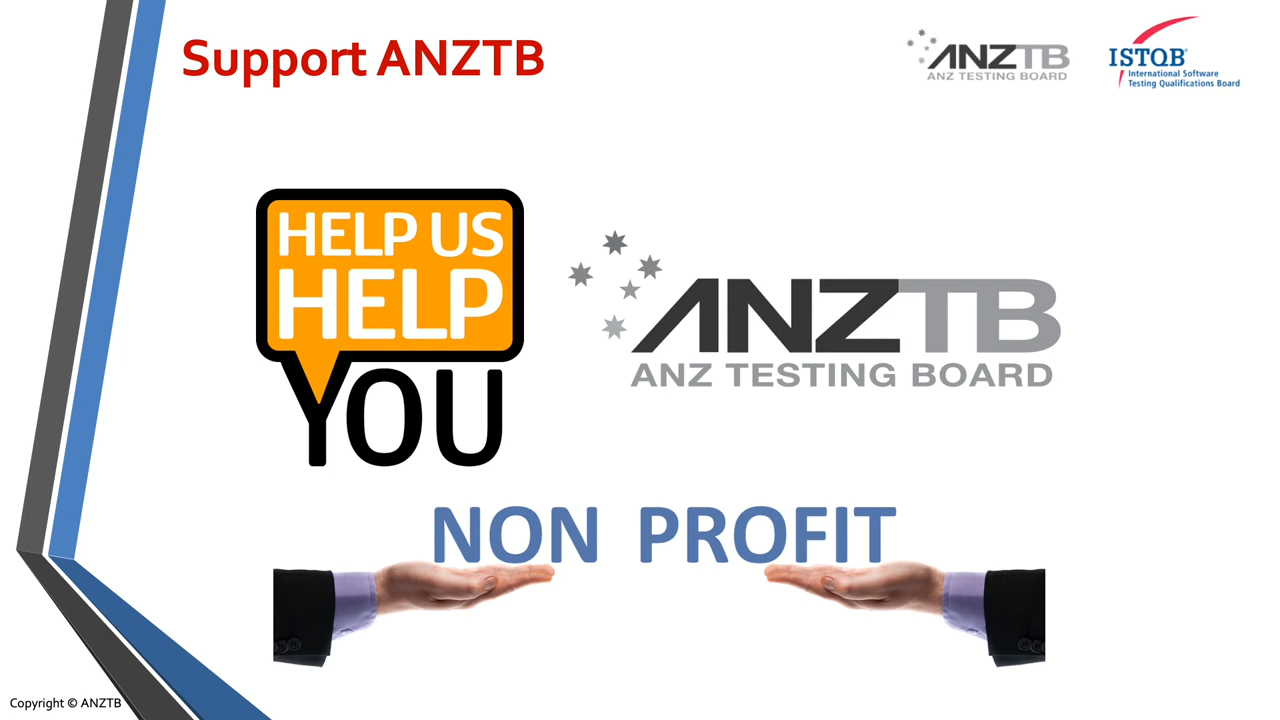 Support ANZTB
ANZTB
ANZ TESTING BOARD
ISTQB®
International Software
Testing Qualifications Board
HELP US
HELP
YOU
ANZTB
ANZ TESTING BOARD
NON PROFIT
Copyright © ANZTB